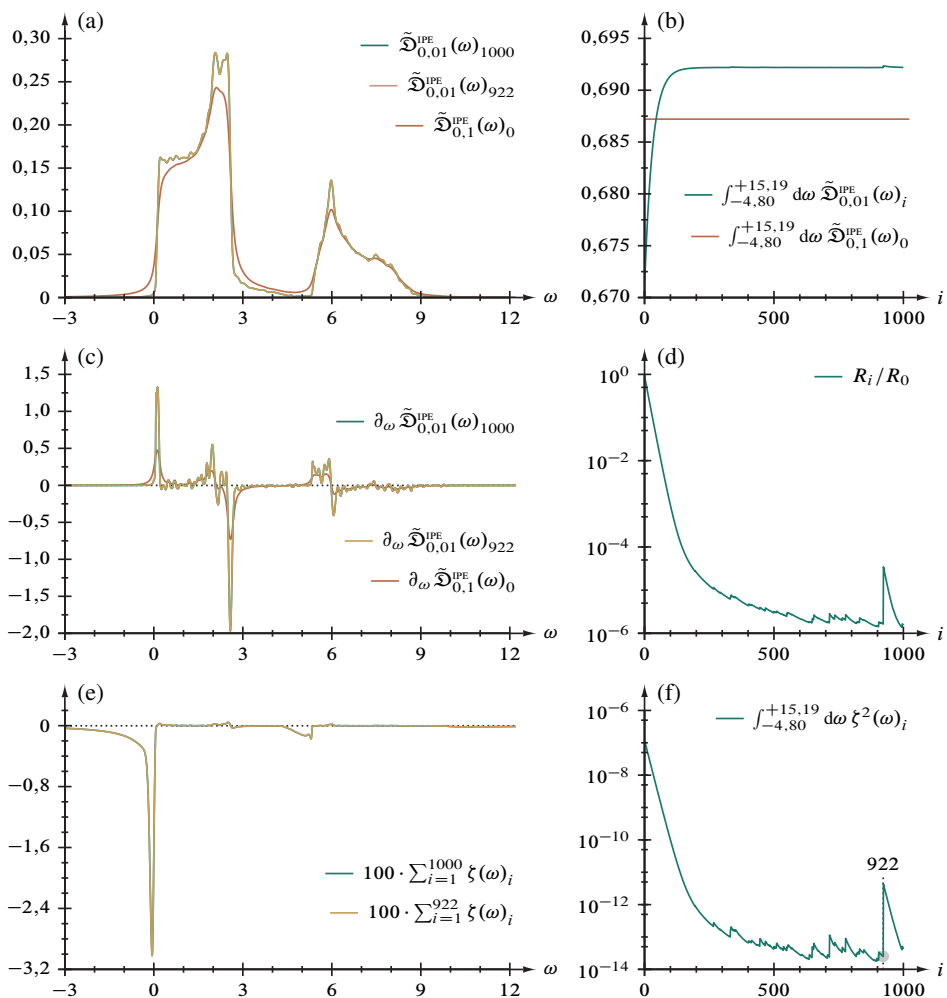 (a)
0,30
0,25
0,20
0,15
0,10
0,05
0
−3 0 3 6 9 12 ω
𝔇̃^IPE_0,01(ω)_1000
𝔇̃^IPE_0,01(ω)_922
𝔇̃^IPE_0,1(ω)_0
(b)
0,695
0,690
0,685
0,680
0,675
0,670
0 500 1000 i
∫_−4,80^+15,19 dω 𝔇̃^IPE_0,01(ω)_i
∫_−4,80^+15,19 dω 𝔇̃^IPE_0,1(ω)_0
(c)
1,5
1,0
0,5
0
−0,5
−1,0
−1,5
−2,0
−3 0 3 6 9 12 ω
∂_ω 𝔇̃^IPE_0,01(ω)_1000
∂_ω 𝔇̃^IPE_0,01(ω)_922
∂_ω 𝔇̃^IPE_0,1(ω)_0
(d)
10^0
10^−2
10^−4
10^−6
0 500 1000 i
R_i/R_0
(e)
0
−0,8
−1,6
−2,4
−3,2
−3 0 3 6 9 12 ω
100 · ∑_i=1^1000 ζ(ω)_i
100 · ∑_i=1^922 ζ(ω)_i
(f)
10^−6
10^−8
10^−10
10^−12
10^−14
0 500 1000 i
∫_−4,80^+15,19 dω ζ^2(ω)_i
922